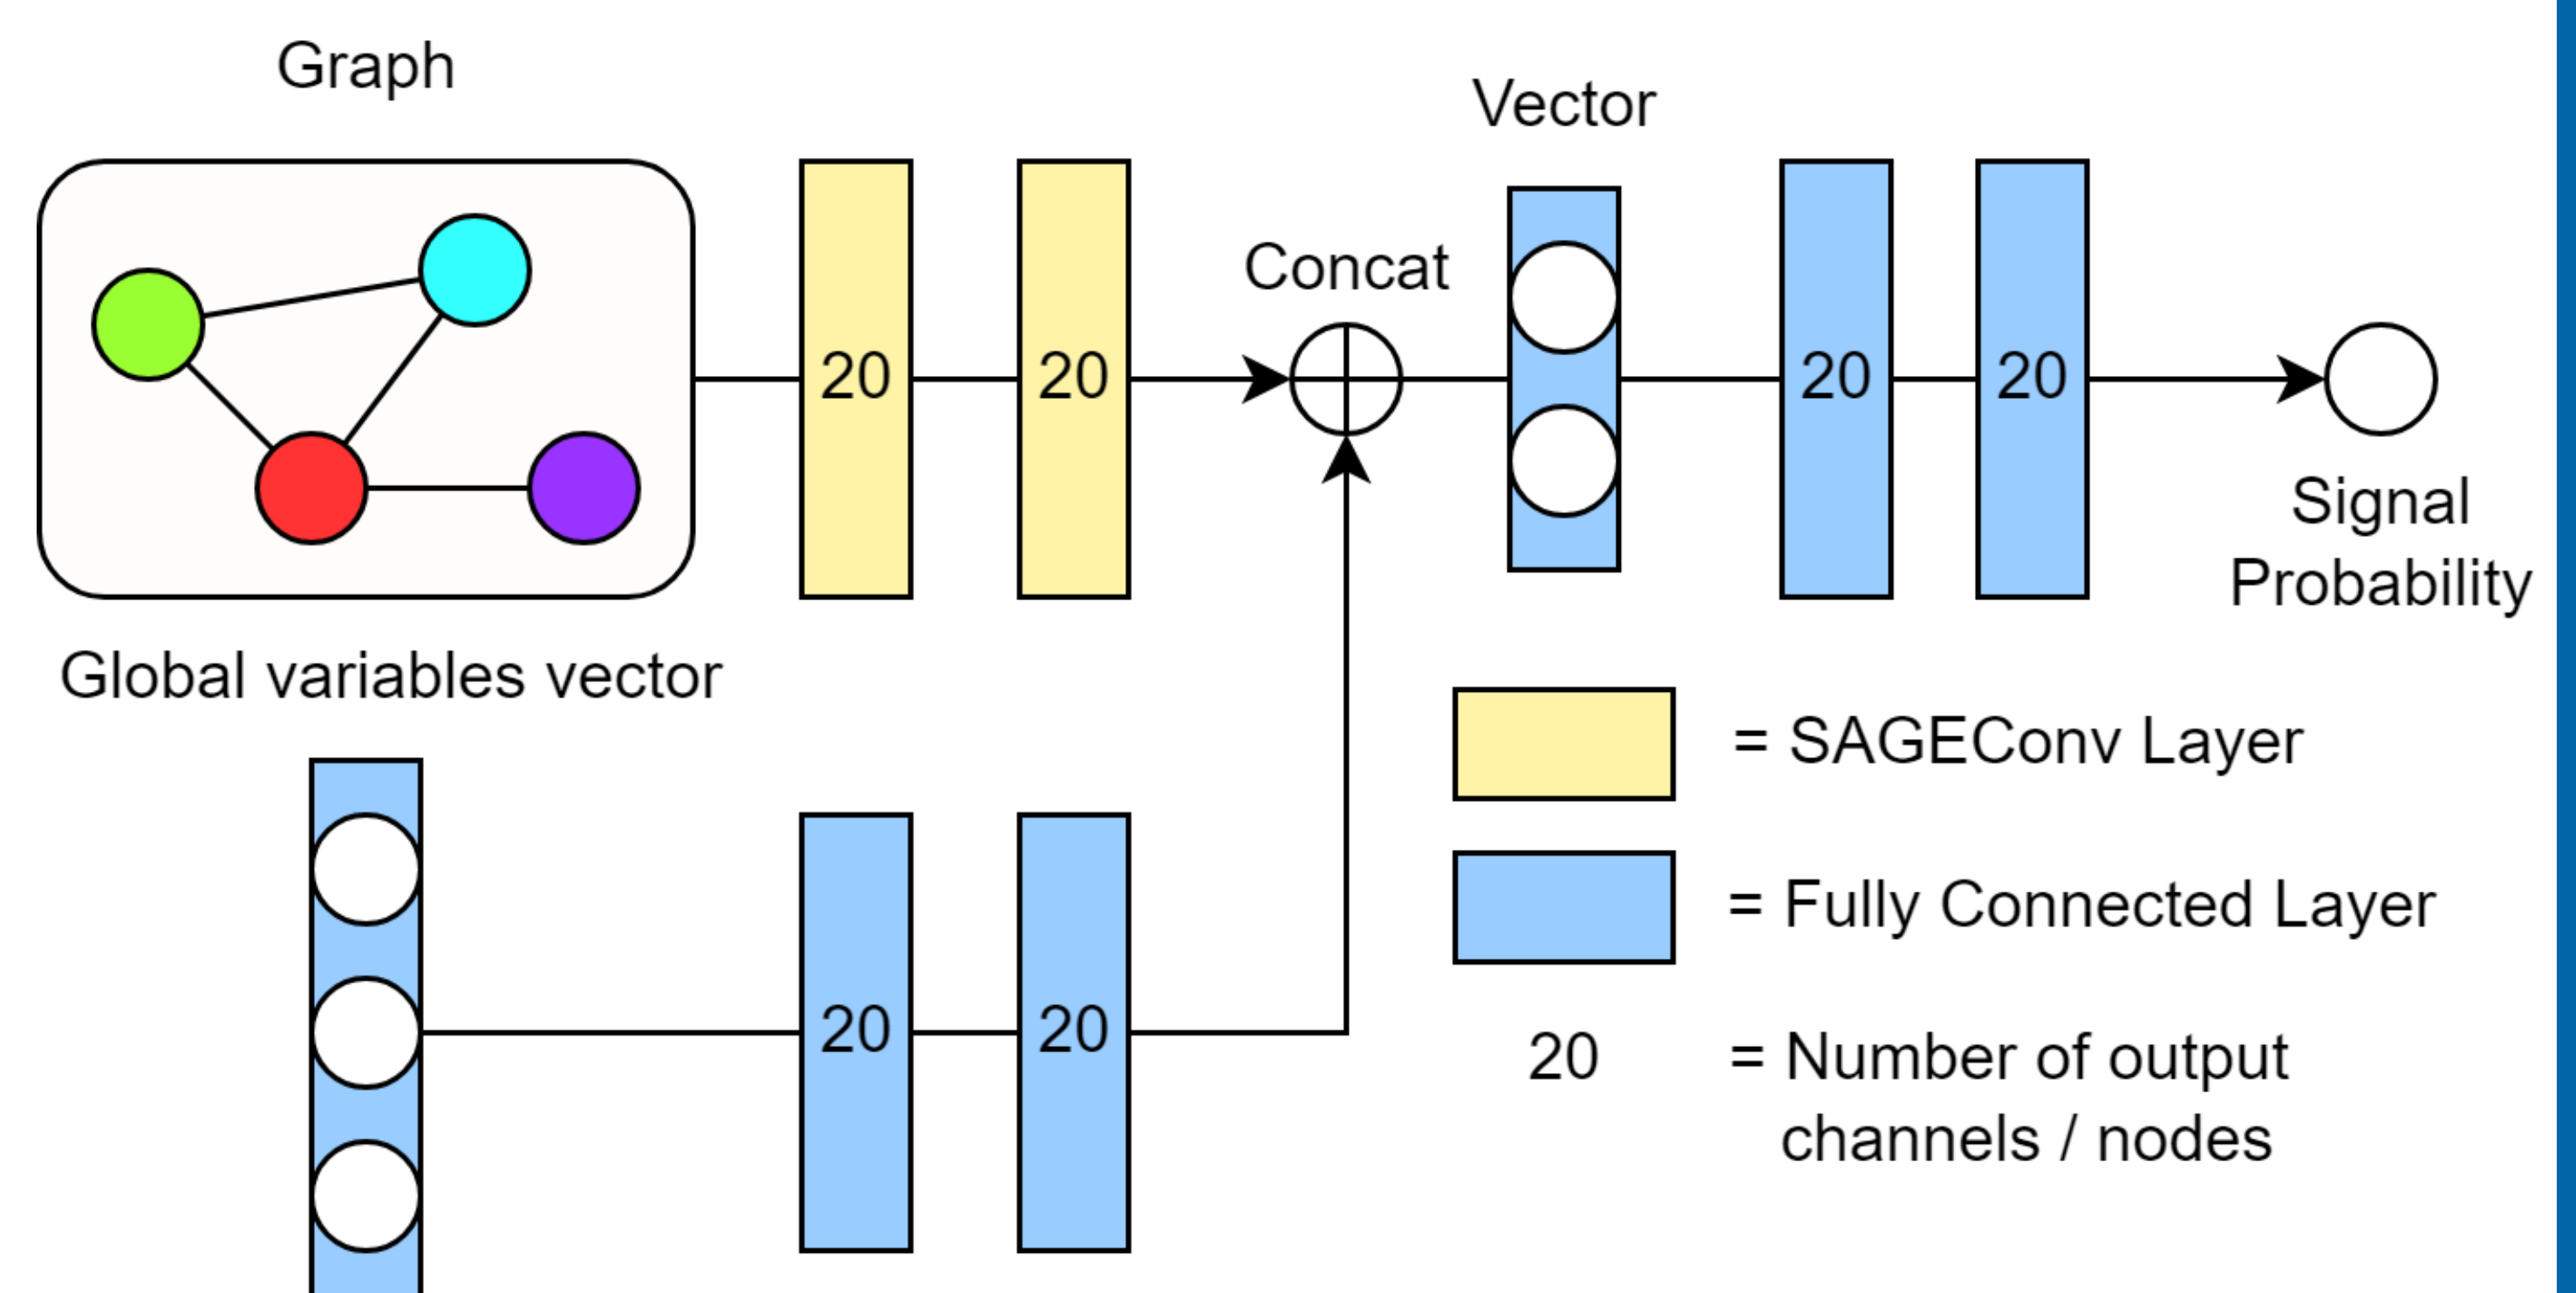 Graph
Vector
Concat
20
20
20
20
Signal
Probability
Global variables vector
20
20
= SAGEConv Layer
= Fully Connected Layer
20 = Number of output
channels / nodes